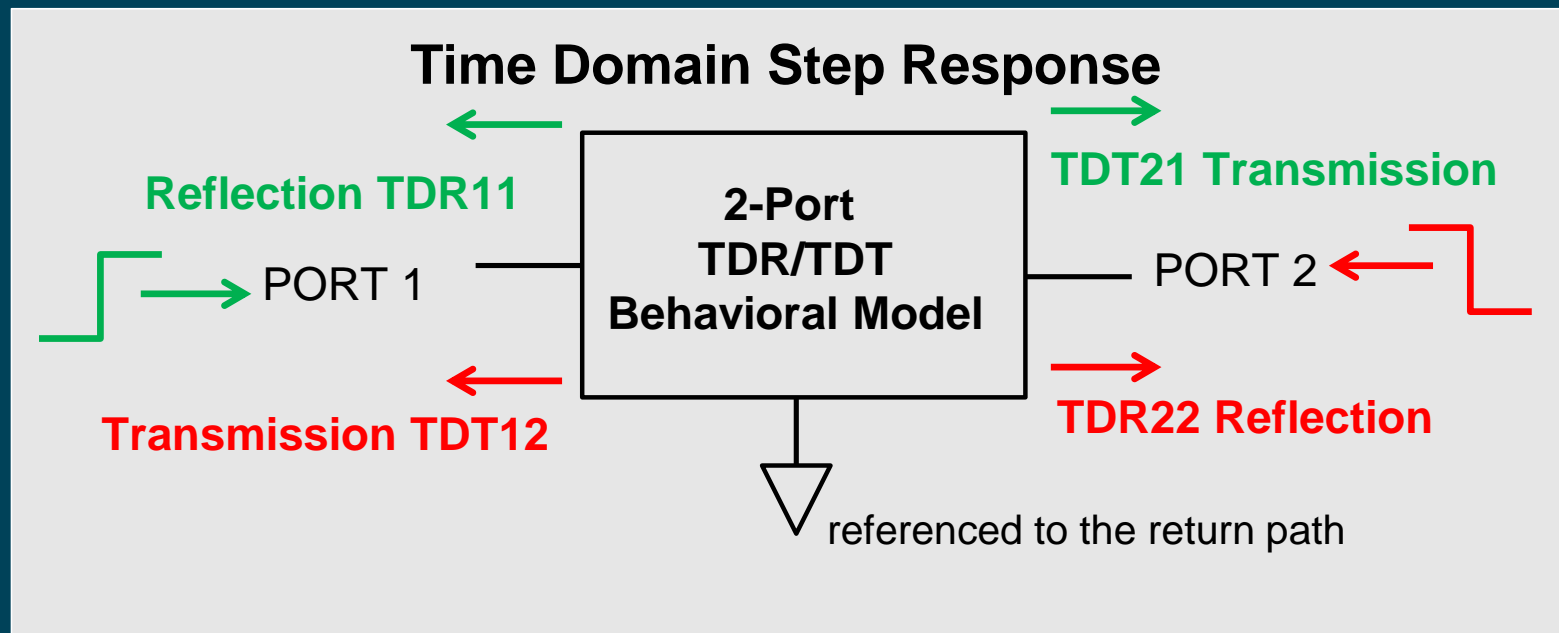 Time Domain Step Response
Reflection TDR11
TDT21 Transmission
2-Port
TDR/TDT
Behavioral Model
PORT 1
PORT 2
Transmission TDT12
TDR22 Reflection
referenced to the return path